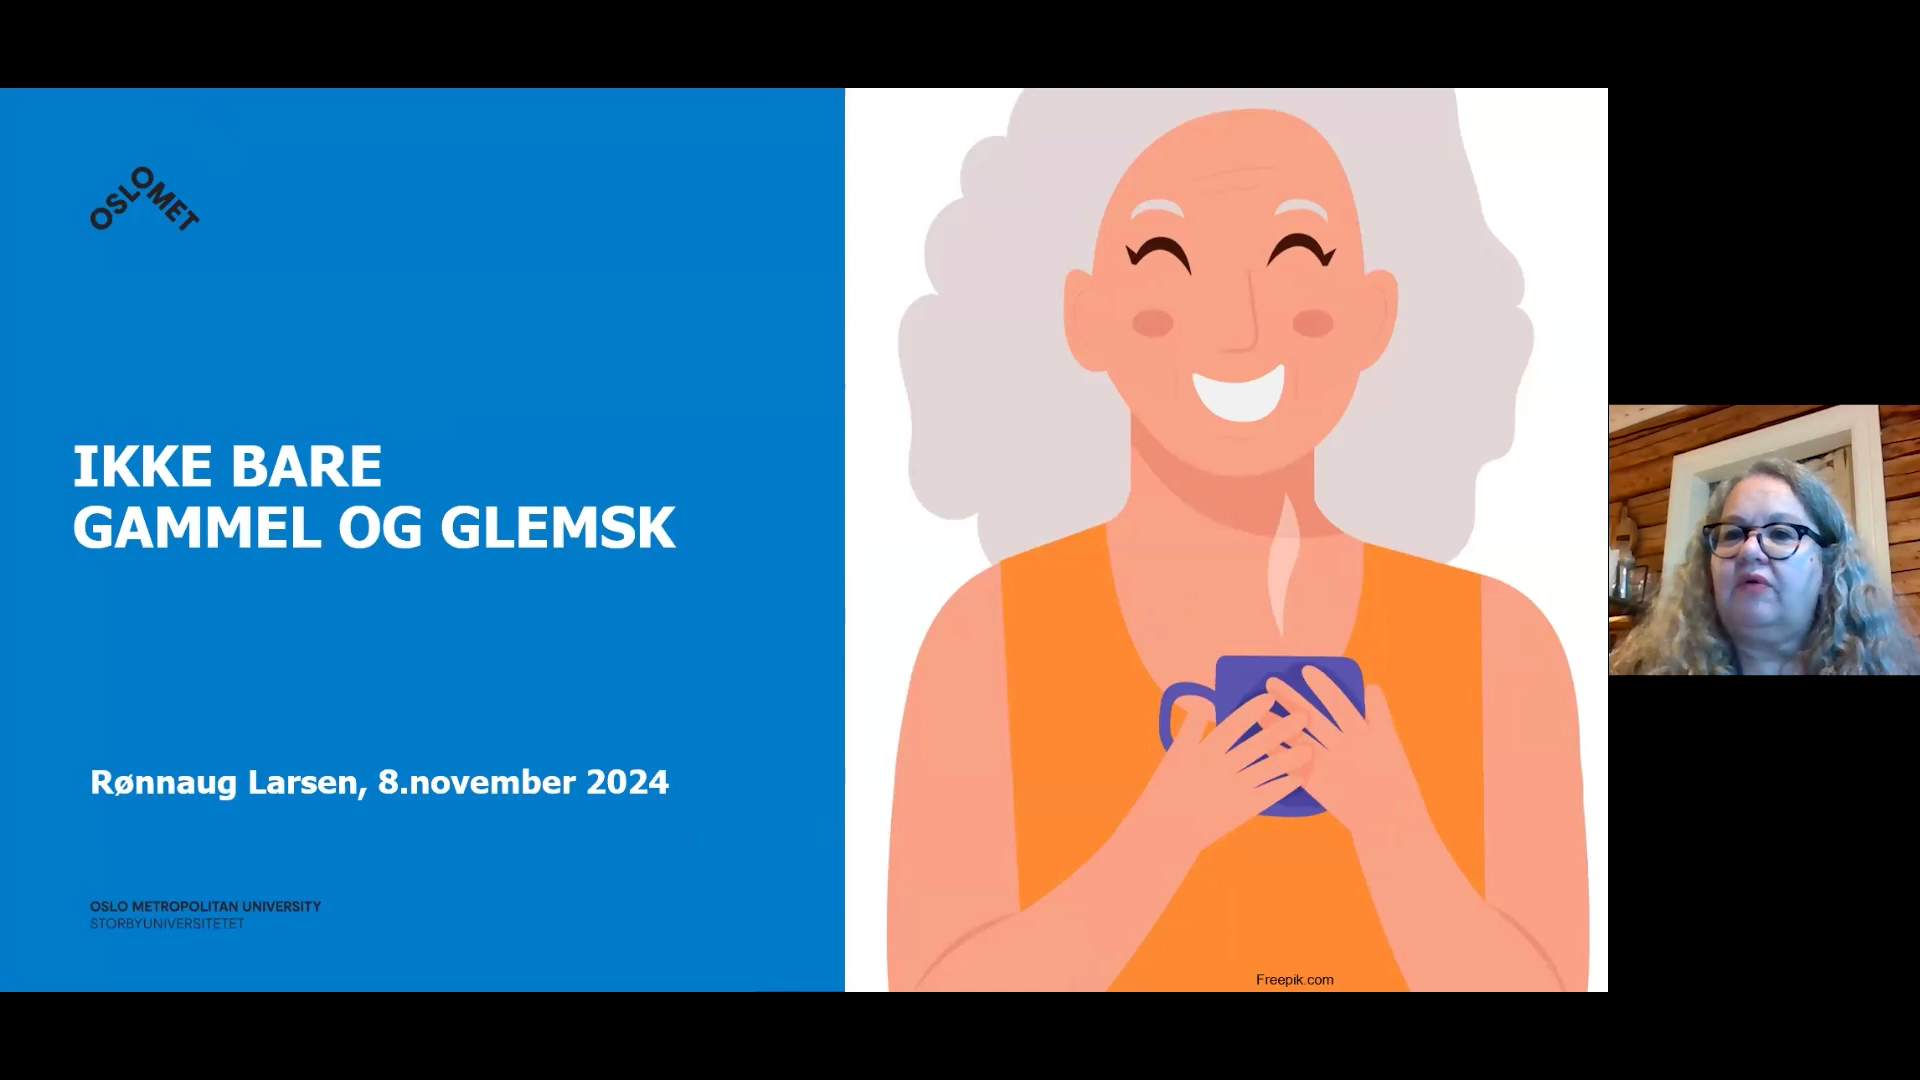 OSLOMET
IKKE BARE
GAMMEL OG GLEMSK
Rønnaug Larsen, 8.november 2024
OSLO METROPOLITAN UNIVERSITY
STORBYUNIVERSITETET
Freepik.com